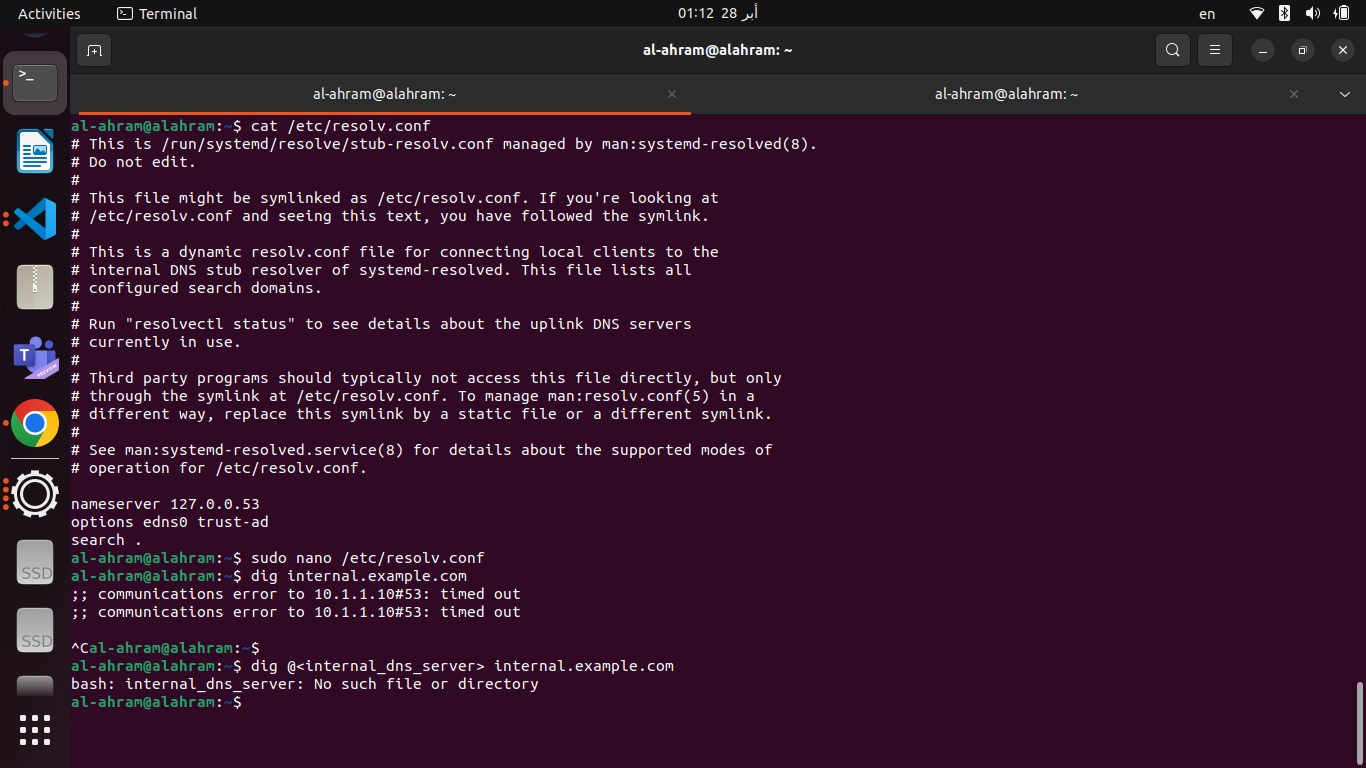 Activities
Terminal
01:12 28 أبر
en
al-ahram@alahram: ~
al-ahram@alahram: ~
al-ahram@alahram: ~
al-ahram@alahram:~$ cat /etc/resolv.conf
# This is /run/systemd/resolve/stub-resolv.conf managed by man:systemd-resolved(8).
# Do not edit.
#
# This file might be symlinked as /etc/resolv.conf. If you're looking at
# /etc/resolv.conf and seeing this text, you have followed the symlink.
#
# This is a dynamic resolv.conf file for connecting local clients to the
# internal DNS stub resolver of systemd-resolved. This file lists all
# configured search domains.
#
# Run "resolvectl status" to see details about the uplink DNS servers
# currently in use.
#
# Third party programs should typically not access this file directly, but only
# through the symlink at /etc/resolv.conf. To manage man:resolv.conf(5) in a
# different way, replace this symlink by a static file or a different symlink.
#
# See man:systemd-resolved.service(8) for details about the supported modes of
# operation for /etc/resolv.conf.
nameserver 127.0.0.53
options edns0 trust-ad
search .
al-ahram@alahram:~$ sudo nano /etc/resolv.conf
al-ahram@alahram:~$ dig internal.example.com
;; communications error to 10.1.1.10#53: timed out
;; communications error to 10.1.1.10#53: timed out
^Cal-ahram@alahram:~$
al-ahram@alahram:~$ dig @<internal_dns_server> internal.example.com
bash: internal_dns_server: No such file or directory
al-ahram@alahram:~$
>_
T
PREVIEW
SSD
SSD